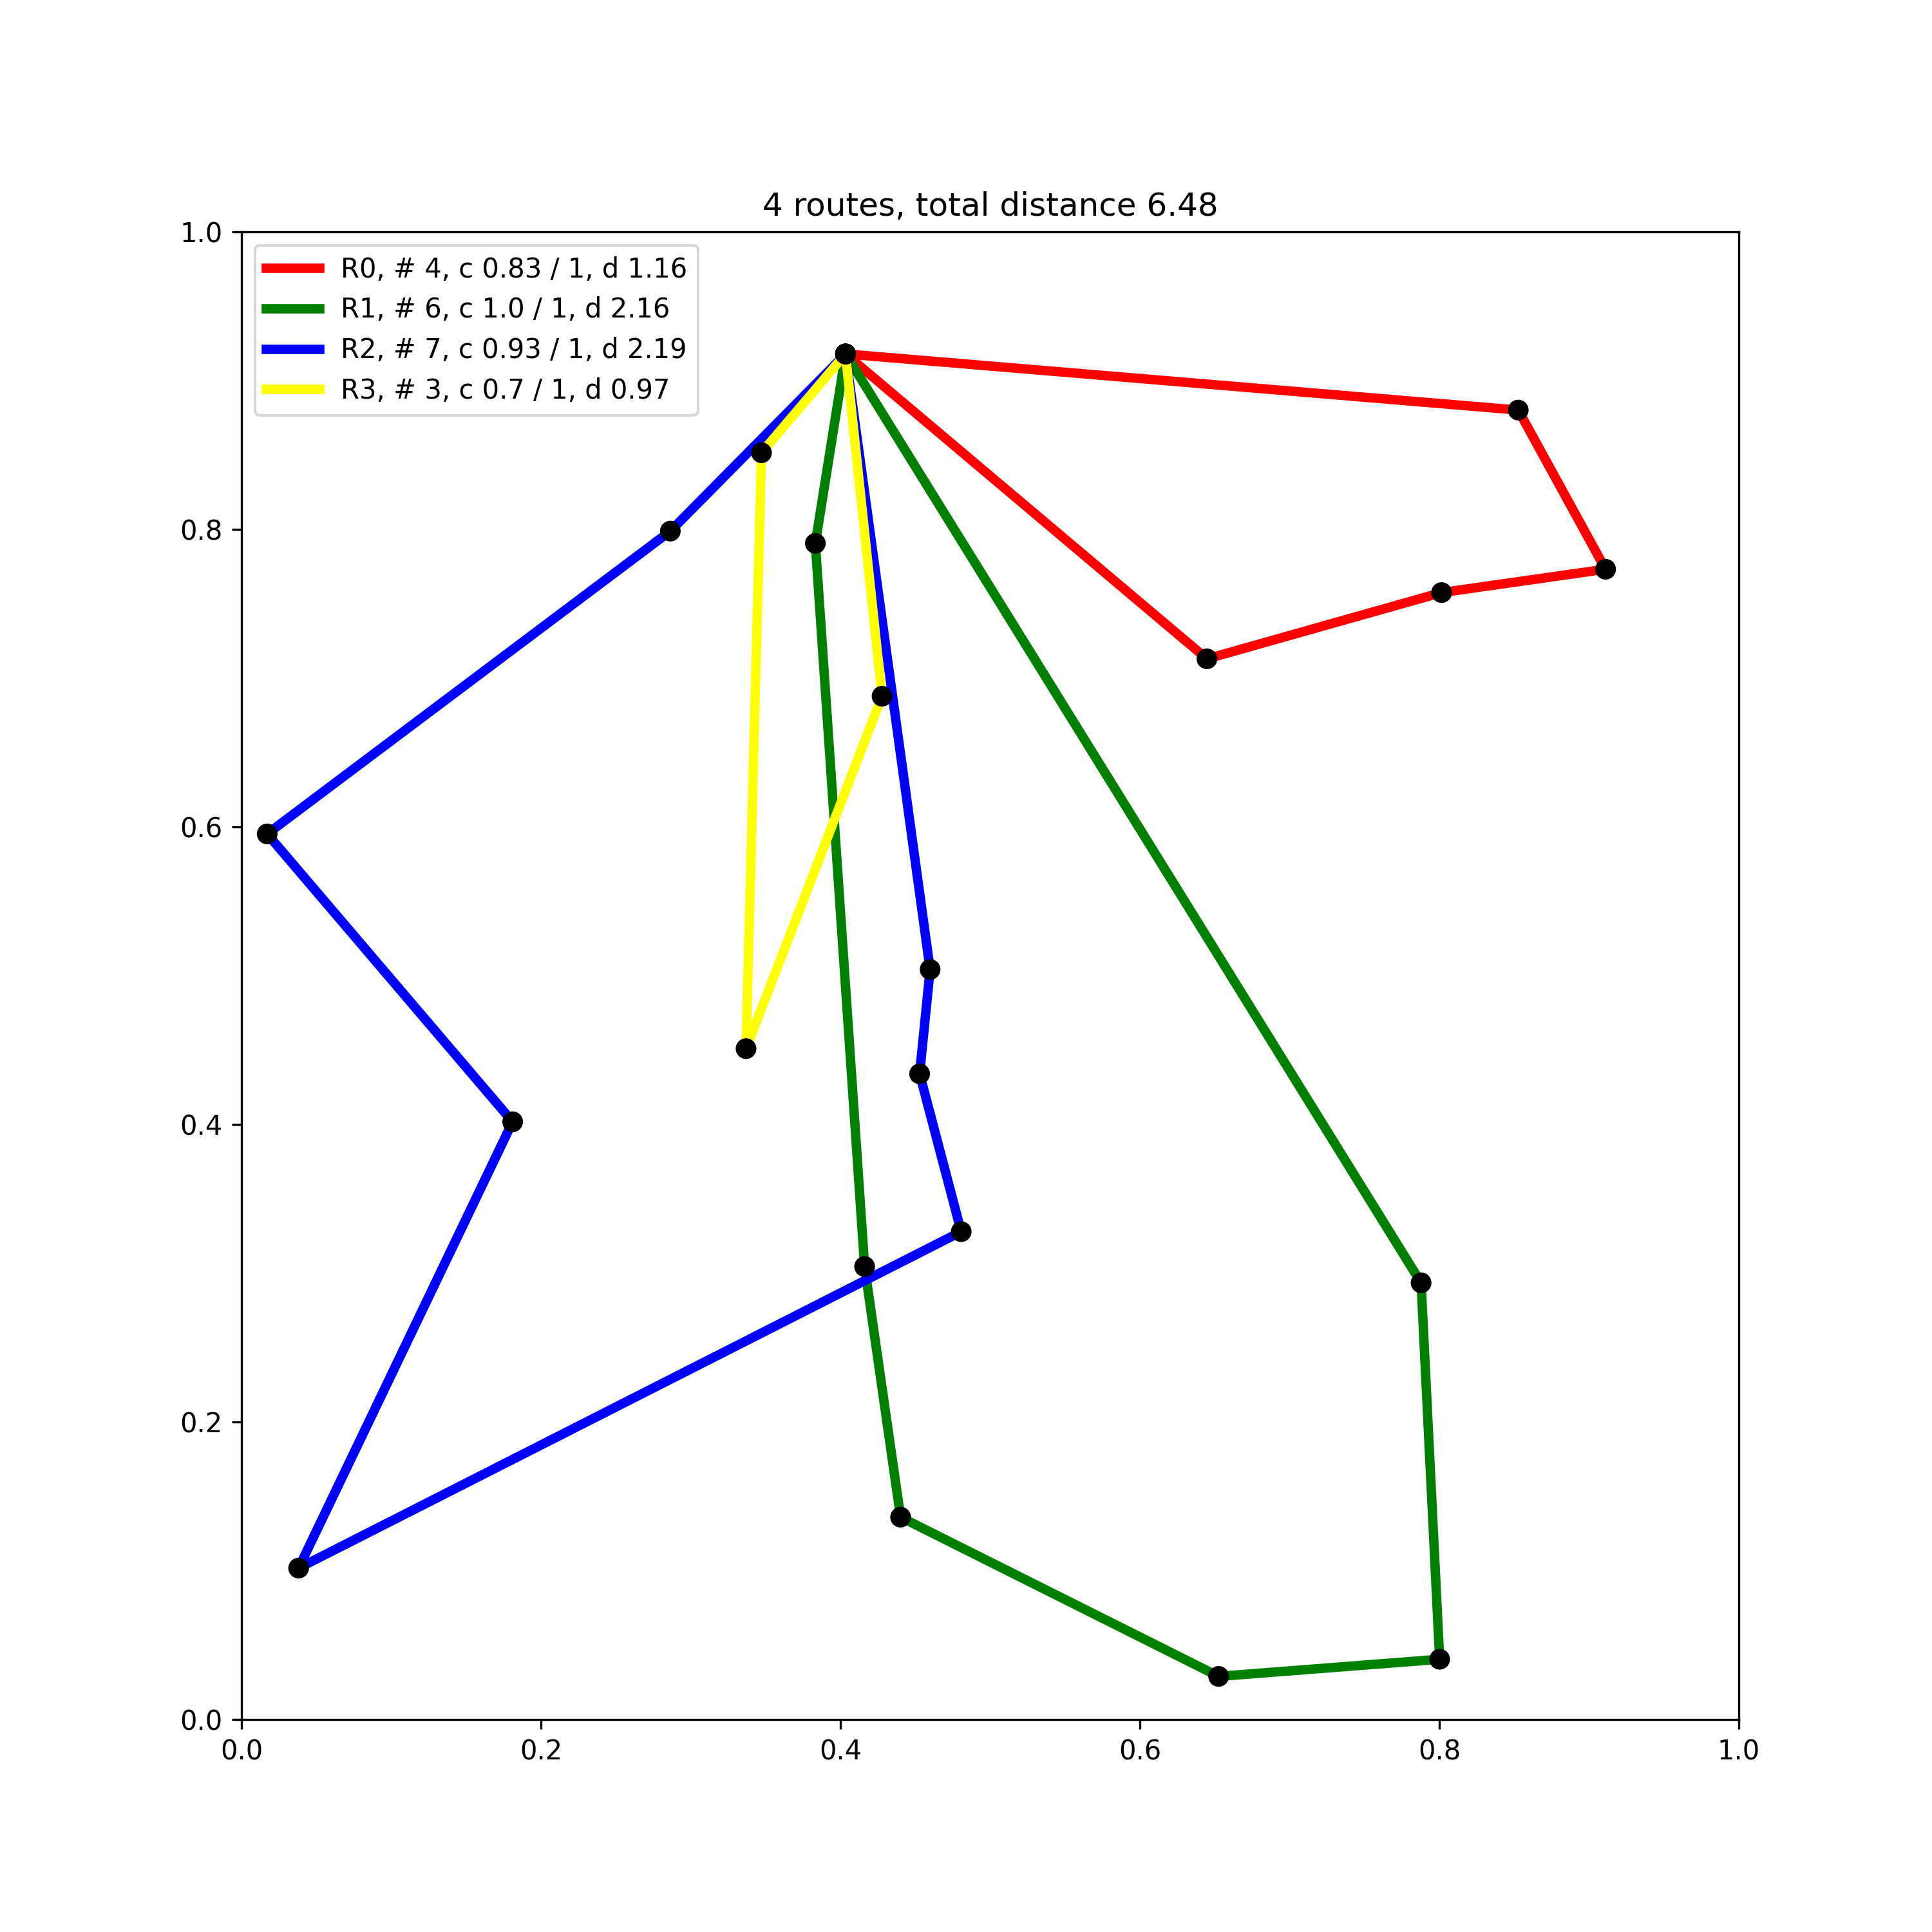 4 routes, total distance 6.48
1.0
R0, # 4, c 0.83 / 1, d 1.16
R1, # 6, c 1.0 / 1, d 2.16
R2, # 7, c 0.93 / 1, d 2.19
R3, # 3, c 0.7 / 1, d 0.97
0.8
0.6
0.4
0.2
0.0
0.0 0.2 0.4 0.6 0.8 1.0